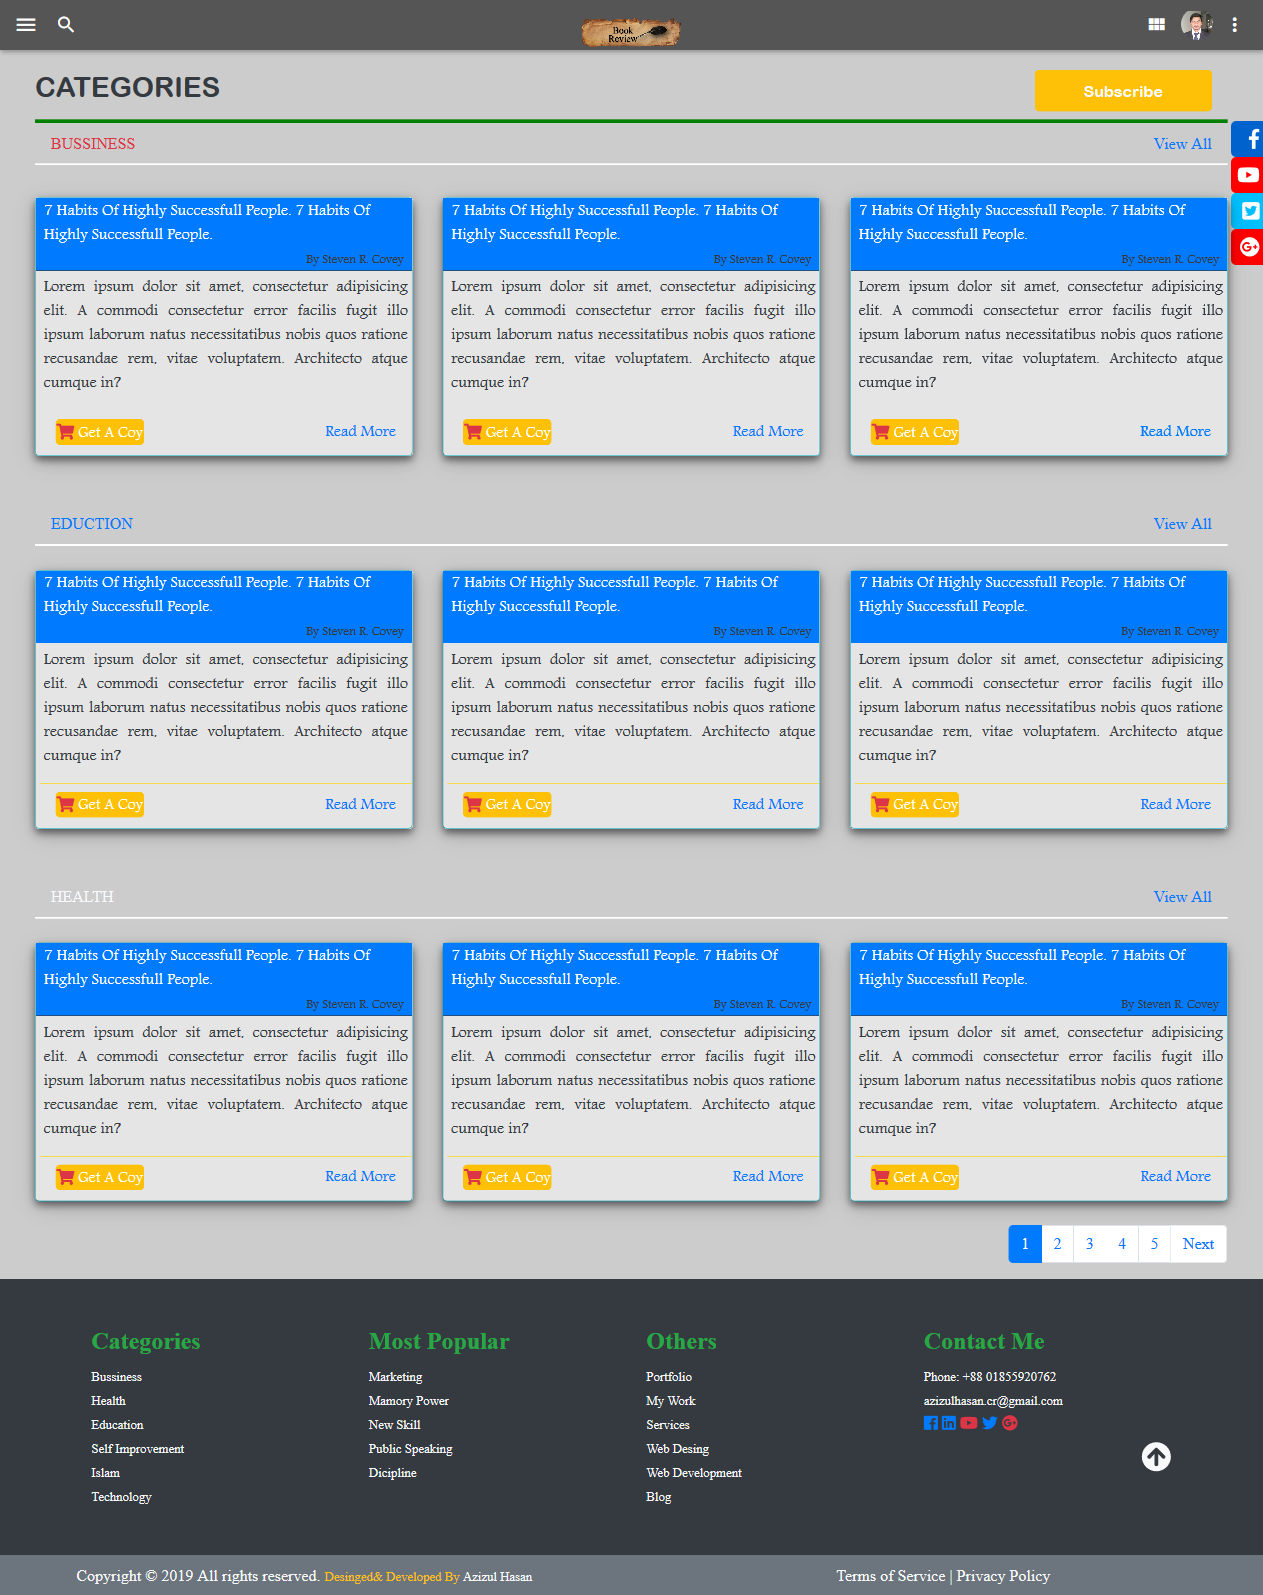 Book
Review
CATEGORIES
Subscribe
BUSSINESS View All
7 Habits Of Highly Successfull People. 7 Habits Of
Highly Successfull People.
By Steven R. Covey
Lorem ipsum dolor sit amet, consectetur adipisicing
elit. A commodi consectetur error facilis fugit illo
ipsum laborum natus necessitatibus nobis quos ratione
recusandae rem, vitae voluptatem. Architecto atque
cumque in?
Get A Coy Read More
7 Habits Of Highly Successfull People. 7 Habits Of
Highly Successfull People.
By Steven R. Covey
Lorem ipsum dolor sit amet, consectetur adipisicing
elit. A commodi consectetur error facilis fugit illo
ipsum laborum natus necessitatibus nobis quos ratione
recusandae rem, vitae voluptatem. Architecto atque
cumque in?
Get A Coy Read More
7 Habits Of Highly Successfull People. 7 Habits Of
Highly Successfull People.
By Steven R. Covey
Lorem ipsum dolor sit amet, consectetur adipisicing
elit. A commodi consectetur error facilis fugit illo
ipsum laborum natus necessitatibus nobis quos ratione
recusandae rem, vitae voluptatem. Architecto atque
cumque in?
Get A Coy Read More
EDUCTION View All
7 Habits Of Highly Successfull People. 7 Habits Of
Highly Successfull People.
By Steven R. Covey
Lorem ipsum dolor sit amet, consectetur adipisicing
elit. A commodi consectetur error facilis fugit illo
ipsum laborum natus necessitatibus nobis quos ratione
recusandae rem, vitae voluptatem. Architecto atque
cumque in?
Get A Coy Read More
7 Habits Of Highly Successfull People. 7 Habits Of
Highly Successfull People.
By Steven R. Covey
Lorem ipsum dolor sit amet, consectetur adipisicing
elit. A commodi consectetur error facilis fugit illo
ipsum laborum natus necessitatibus nobis quos ratione
recusandae rem, vitae voluptatem. Architecto atque
cumque in?
Get A Coy Read More
7 Habits Of Highly Successfull People. 7 Habits Of
Highly Successfull People.
By Steven R. Covey
Lorem ipsum dolor sit amet, consectetur adipisicing
elit. A commodi consectetur error facilis fugit illo
ipsum laborum natus necessitatibus nobis quos ratione
recusandae rem, vitae voluptatem. Architecto atque
cumque in?
Get A Coy Read More
HEALTH View All
7 Habits Of Highly Successfull People. 7 Habits Of
Highly Successfull People.
By Steven R. Covey
Lorem ipsum dolor sit amet, consectetur adipisicing
elit. A commodi consectetur error facilis fugit illo
ipsum laborum natus necessitatibus nobis quos ratione
recusandae rem, vitae voluptatem. Architecto atque
cumque in?
Get A Coy Read More
7 Habits Of Highly Successfull People. 7 Habits Of
Highly Successfull People.
By Steven R. Covey
Lorem ipsum dolor sit amet, consectetur adipisicing
elit. A commodi consectetur error facilis fugit illo
ipsum laborum natus necessitatibus nobis quos ratione
recusandae rem, vitae voluptatem. Architecto atque
cumque in?
Get A Coy Read More
7 Habits Of Highly Successfull People. 7 Habits Of
Highly Successfull People.
By Steven R. Covey
Lorem ipsum dolor sit amet, consectetur adipisicing
elit. A commodi consectetur error facilis fugit illo
ipsum laborum natus necessitatibus nobis quos ratione
recusandae rem, vitae voluptatem. Architecto atque
cumque in?
Get A Coy Read More
1 2 3 4 5 Next
Categories
Bussiness
Health
Education
Self Improvement
Islam
Technology
Most Popular
Marketing
Mamory Power
New Skill
Public Speaking
Dicipline
Others
Portfolio
My Work
Services
Web Desing
Web Development
Blog
Contact Me
Phone: +88 01855920762
azizulhasan.cr@gmail.com
Copyright © 2019 All rights reserved. Desinged& Developed By Azizul Hasan
Terms of Service | Privacy Policy